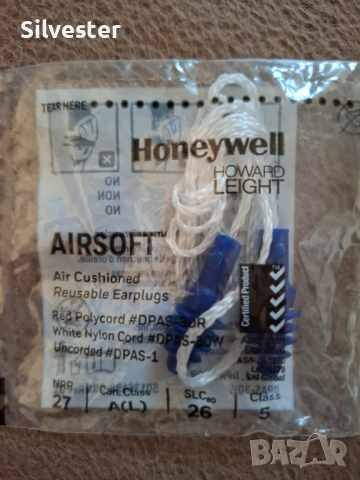 Silvester
TEAR HERE
Honeywell
HOWARD
LEIGHT
NO
NON
NO
AIRSOFT
Air Cushioned
Reusable Earplugs
Red Polycord #DPAS-30R
White Nylon Cord #DPAS-30W
Uncorded #DPAS-1
Certified Product
NRR
27
Can. Class
A(L)
SLC80
26
Class
5
BAZAR